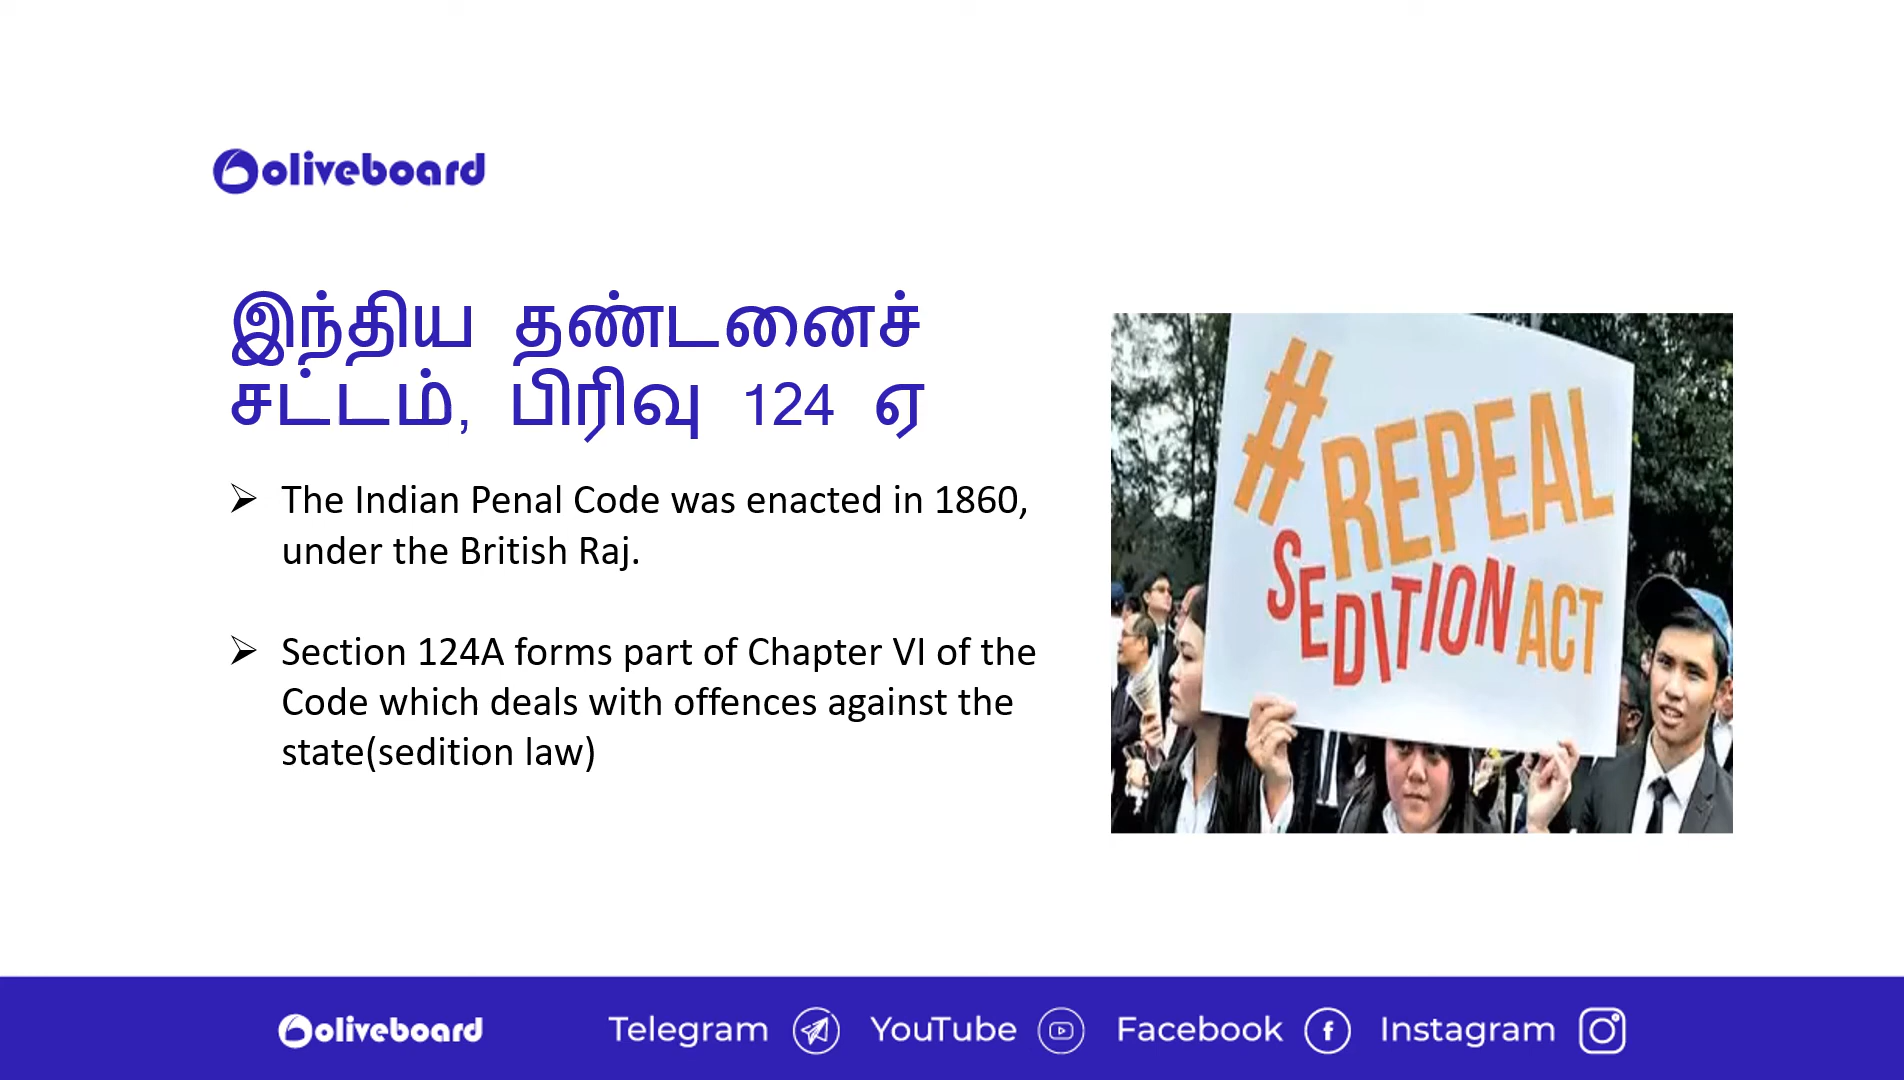 oliveboard
இந்திய தண்டனைச்
சட்டம், பிரிவு 124 ஏ
➢ The Indian Penal Code was enacted in 1860,
under the British Raj.
➢ Section 124A forms part of Chapter VI of the
Code which deals with offences against the
state(sedition law)
#REPEAL
SEDITION ACT
oliveboard Telegram YouTube Facebook Instagram